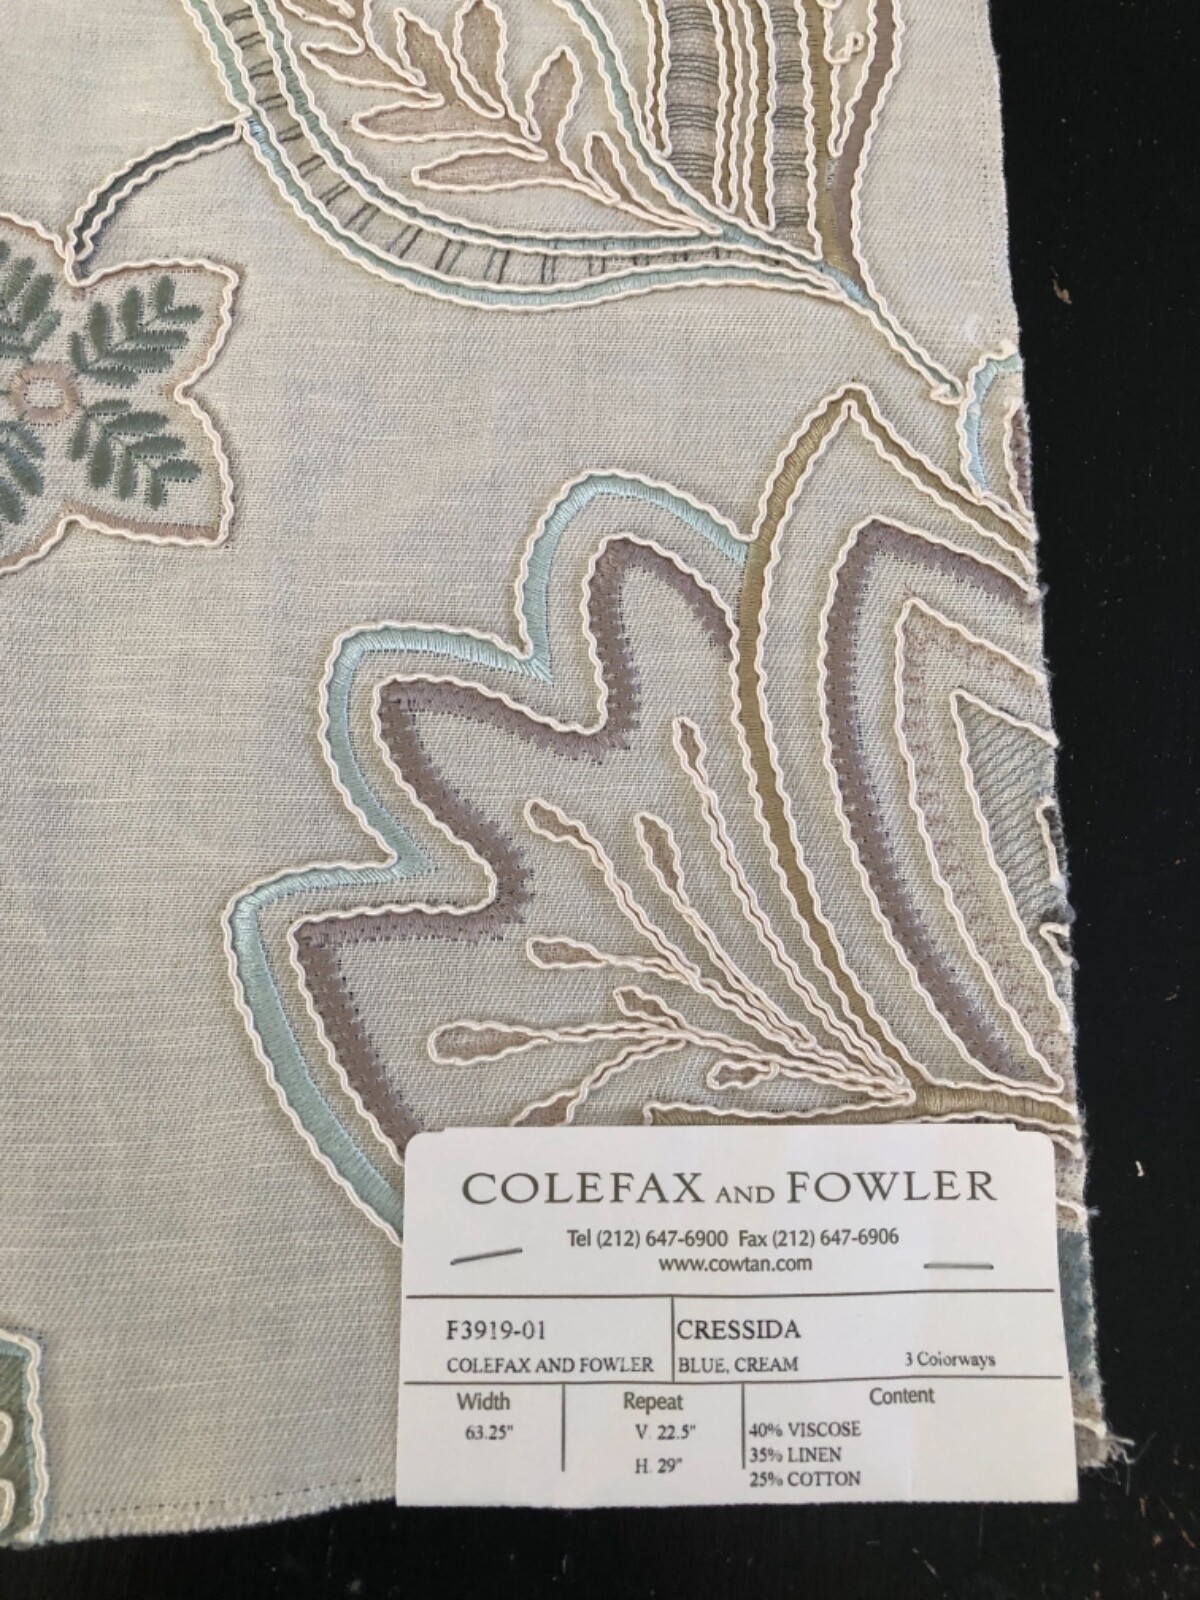 COLEFAX AND FOWLER
Tel (212) 647-6900 Fax (212) 647-6906
www.cowtan.com
F3919-01
COLEFAX AND FOWLER
CRESSIDA
BLUE, CREAM
3 Colorways
Width
63.25"
Repeat
V. 22.5"
H. 29"
Content
40% VISCOSE
35% LINEN
25% COTTON